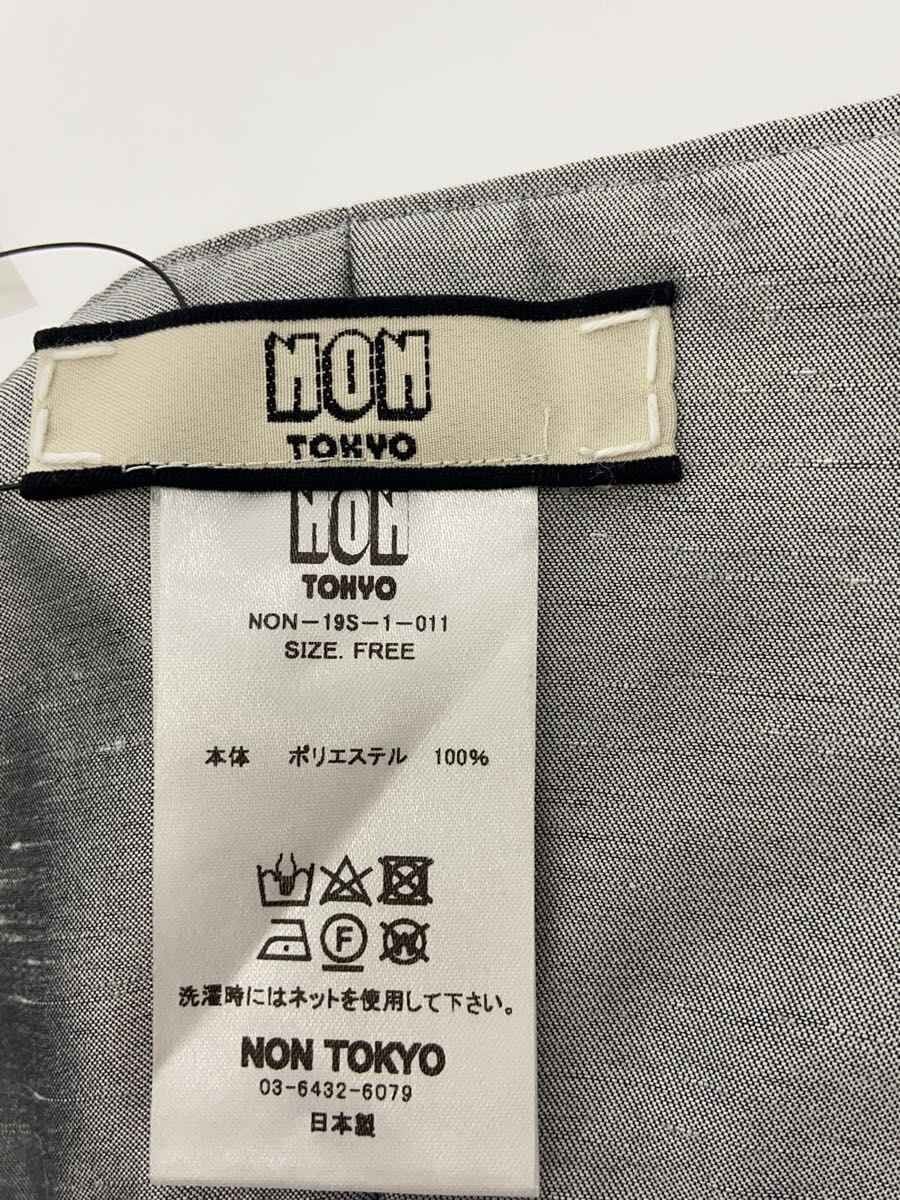 NON
TOKYO
NON
TOKYO
NON-19S-1-011
SIZE. FREE
本体 ポリエステル 100%
F W
洗濯時にはネットを使用して下さい。
NON TOKYO
03-6432-6079
日本製